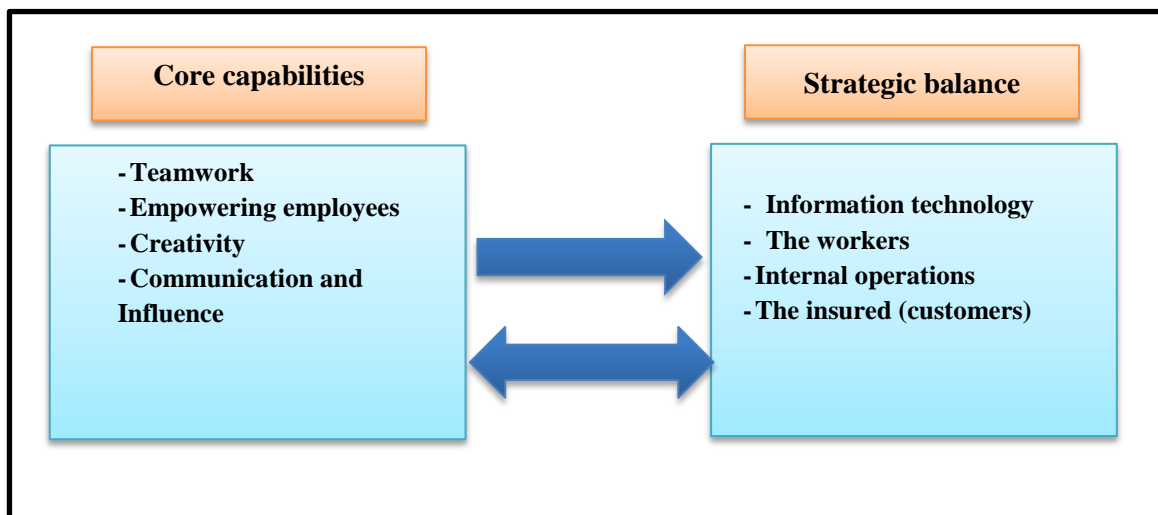 Core capabilities
- Teamwork
- Empowering employees
- Creativity
- Communication and
Influence
Strategic balance
- Information technology
- The workers
- Internal operations
- The insured (customers)